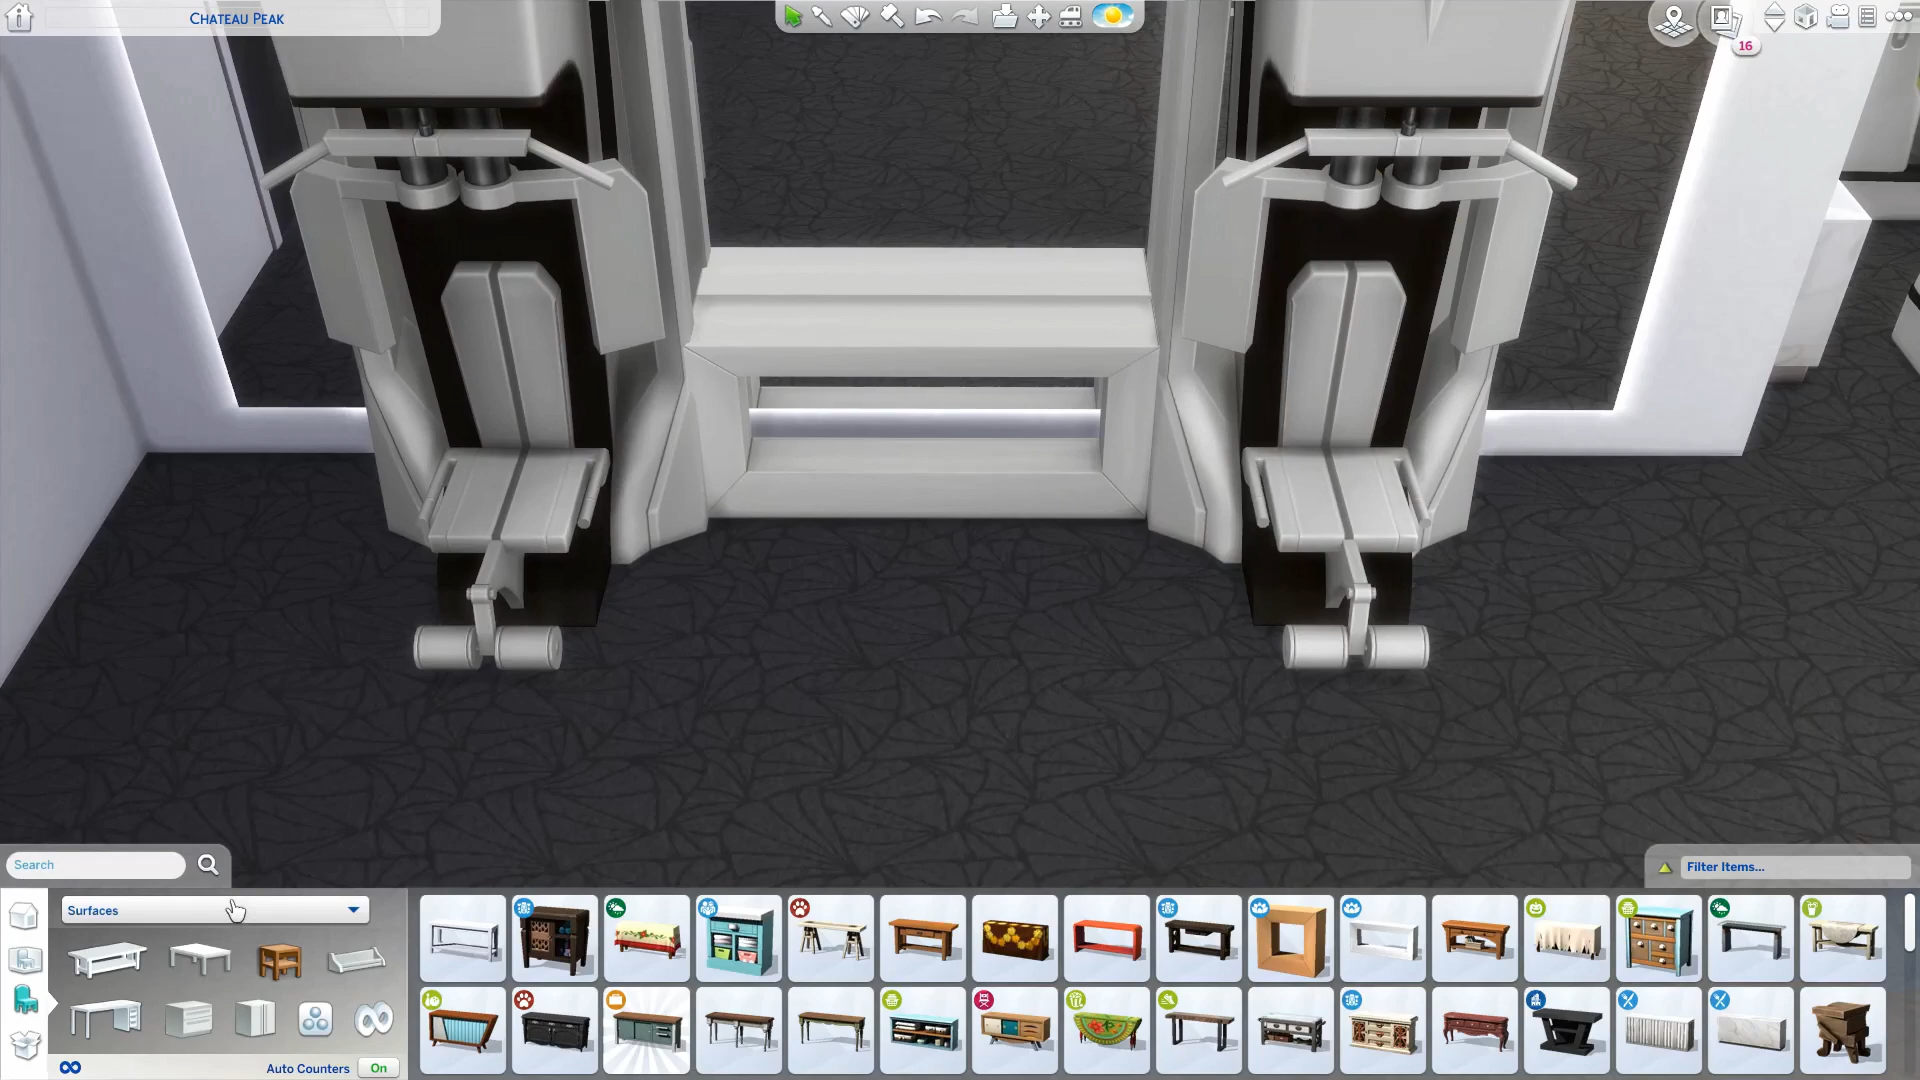 CHATEAU PEAK
16
Search
Filter Items...
Surfaces
Auto Counters
On